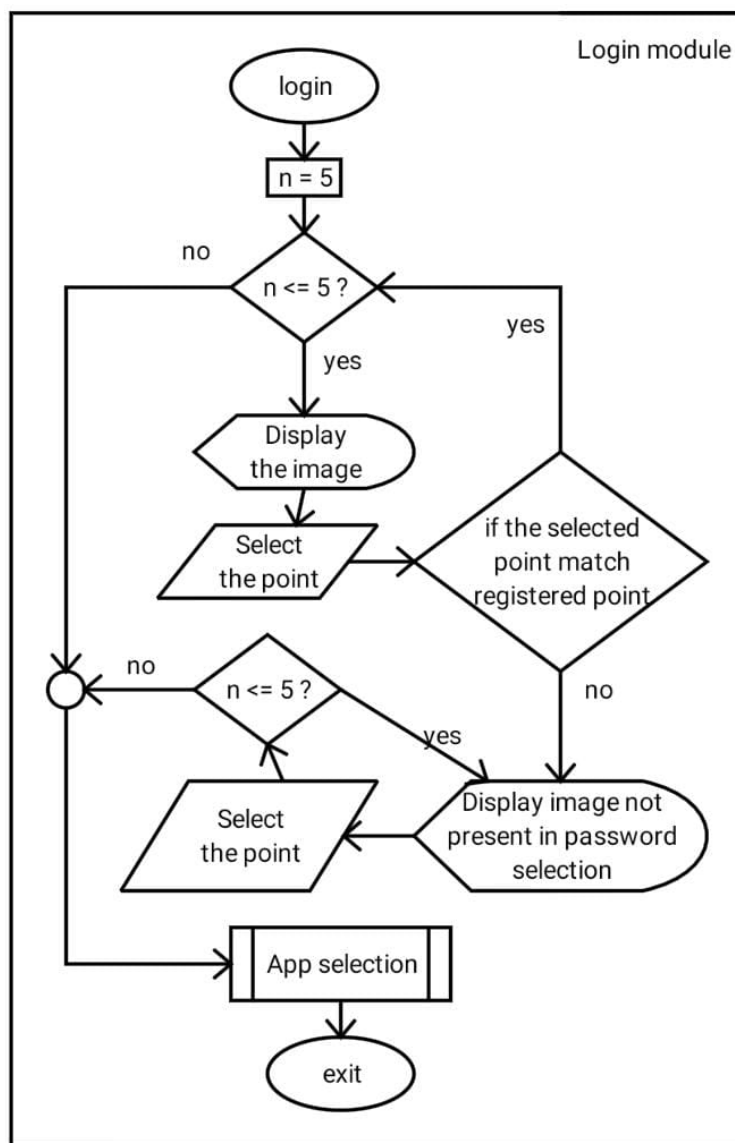 Login module
login
n = 5
no
n <= 5 ?
yes
yes
Display
the image
Select
the point
if the selected
point match
registered point
no
n <= 5 ?
no
yes
Select
the point
Display image not
present in password
selection
App selection
exit